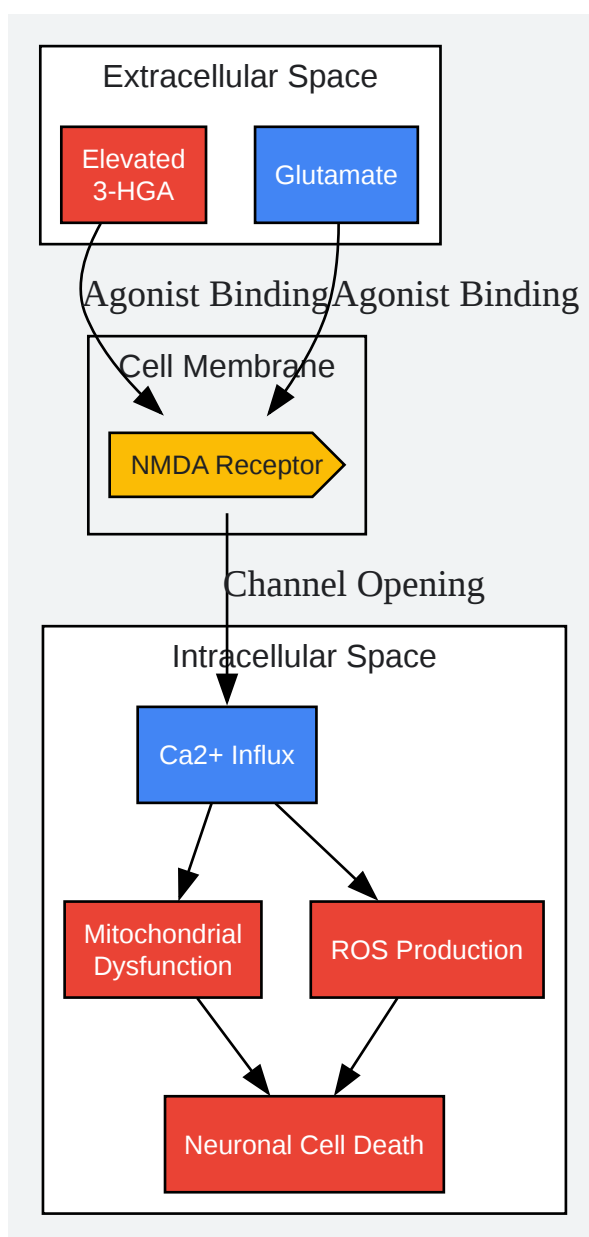 Extracellular Space
Elevated
3-HGA
Glutamate
Agonist Binding
Agonist Binding
Cell Membrane
NMDA Receptor
Channel Opening
Intracellular Space
Ca2+ Influx
Mitochondrial
Dysfunction
ROS Production
Neuronal Cell Death